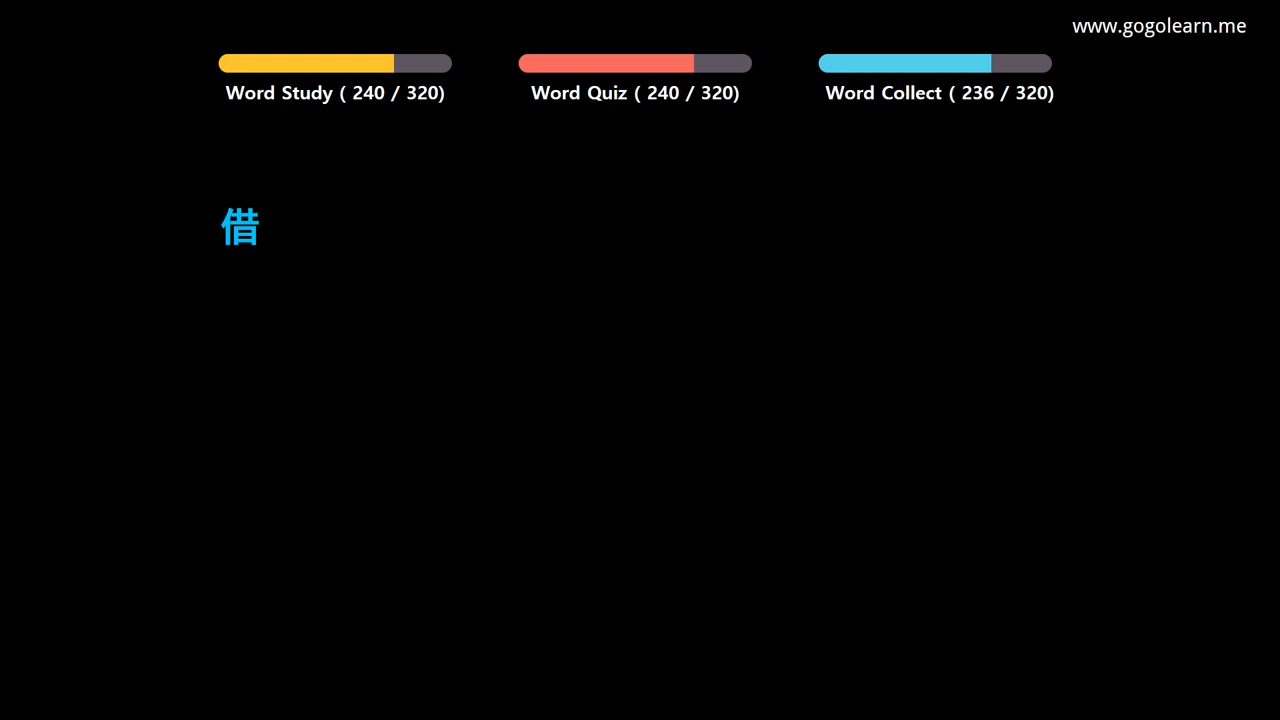 www.gogolearn.me
Word Study ( 240 / 320)
Word Quiz ( 240 / 320)
Word Collect ( 236 / 320)
借